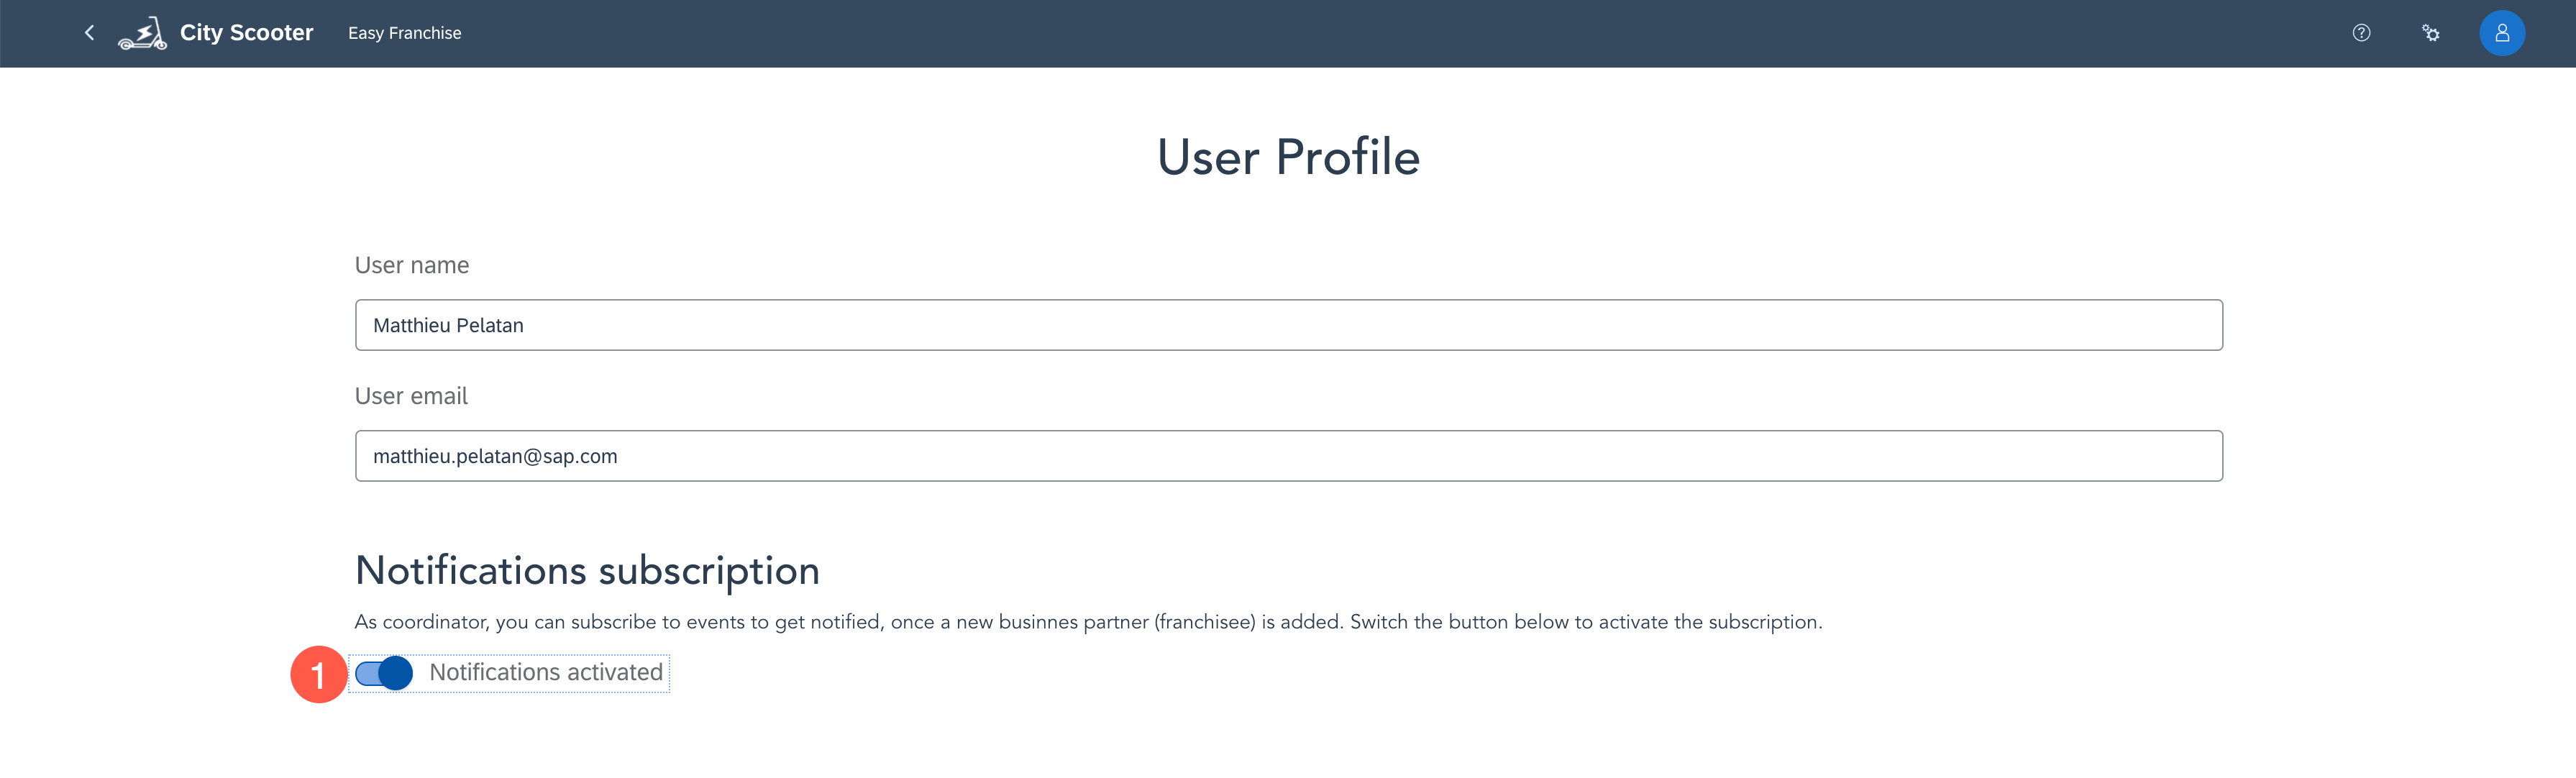 City Scooter Easy Franchise
User Profile
User name
Matthieu Pelatan
User email
matthieu.pelatan@sap.com
Notifications subscription
As coordinator, you can subscribe to events to get notified, once a new businnes partner (franchisee) is added. Switch the button below to activate the subscription.
1 Notifications activated